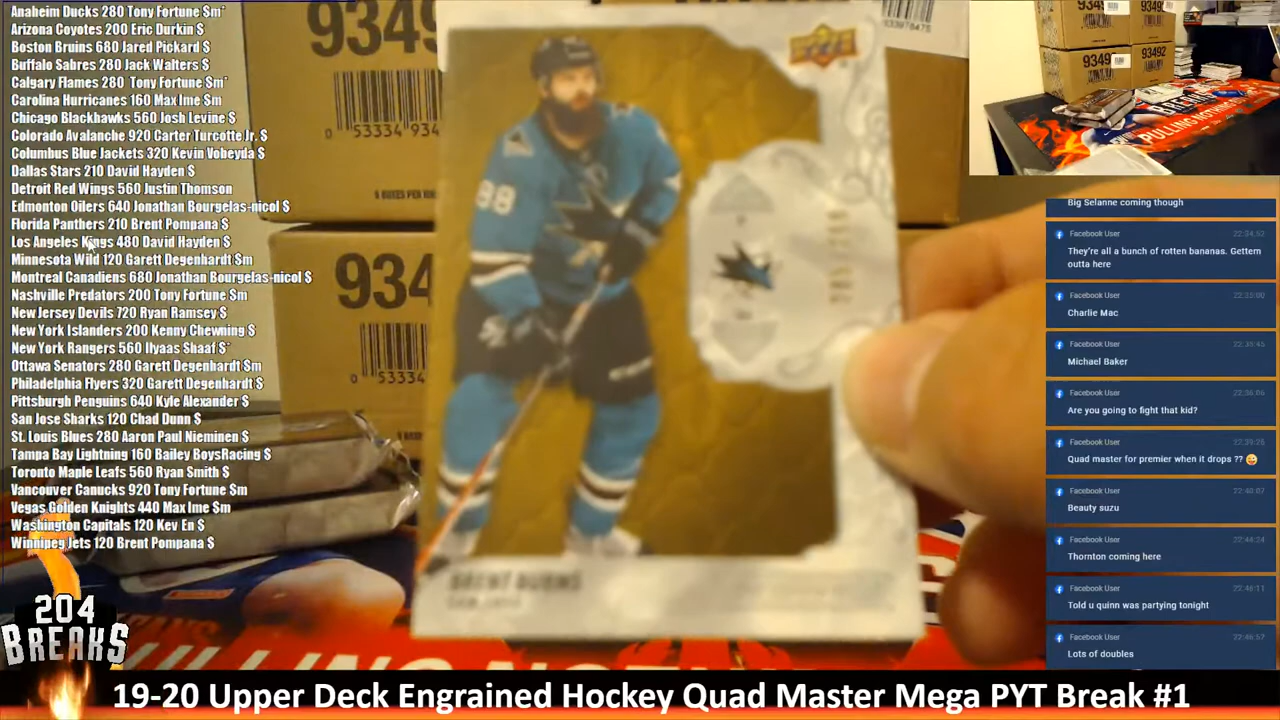 Anaheim Ducks 280 Tony Fortune $m*
Arizona Coyotes 200 Eric Durkin $
Boston Bruins 680 Jared Pickard $
Buffalo Sabres 280 Jack Walters $
Calgary Flames 280 Tony Fortune $m*
Carolina Hurricanes 160 Max Ime $m
Chicago Blackhawks 560 Josh Levine $
Colorado Avalanche 920 Carter Turcotte Jr. $
Columbus Blue Jackets 320 Kevin Vobeyda $
Dallas Stars 210 David Hayden $
Detroit Red Wings 560 Justin Thomson
Edmonton Oilers 640 Jonathan Bourgelas-nicol $
Florida Panthers 210 Brent Pompana $
Los Angeles Kings 480 David Hayden $
Minnesota Wild 120 Garett Degenhardt $m
Montreal Canadiens 680 Jonathan Bourgelas-nicol $
Nashville Predators 200 Tony Fortune $m
New Jersey Devils 720 Ryan Ramsey $
New York Islanders 200 Kenny Chewning $
New York Rangers 560 Ilyaas Shaaf $*
Ottawa Senators 280 Garett Degenhardt $m
Philadelphia Flyers 320 Garett Degenhardt $
Pittsburgh Penguins 640 Kyle Alexander $
San Jose Sharks 120 Chad Dunn $
St. Louis Blues 280 Aaron Paul Nieminen $
Tampa Bay Lightning 160 Bailey BoysRacing $
Toronto Maple Leafs 560 Ryan Smith $
Vancouver Canucks 920 Tony Fortune $m
Vegas Golden Knights 440 Max Ime $m
Washington Capitals 120 Kev En $
Winnipeg Jets 120 Brent Pompana $
204
BREAKS
9349
0 53334 934
9349
93492
88
BRENT BURNS
BREAKS
PULLING
Big Selanne coming though
Facebook User
They're all a bunch of rotten bananas. Gettem
outta here
Facebook User
Charlie Mac
Facebook User
Michael Baker
Facebook User
Are you going to fight that kid?
Facebook User
Quad master for premier when it drops ?? 😜
Facebook User
Beauty suzu
Facebook User
Thornton coming here
Facebook User
Told u quinn was partying tonight
Facebook User
Lots of doubles
19-20 Upper Deck Engrained Hockey Quad Master Mega PYT Break #1